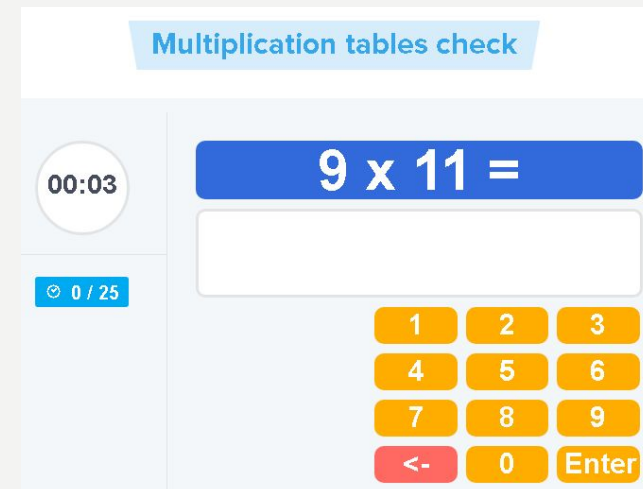 Multiplication tables check
00:03
9 x 11 =
0 / 25
1 2 3
4 5 6
7 8 9
<- 0 Enter